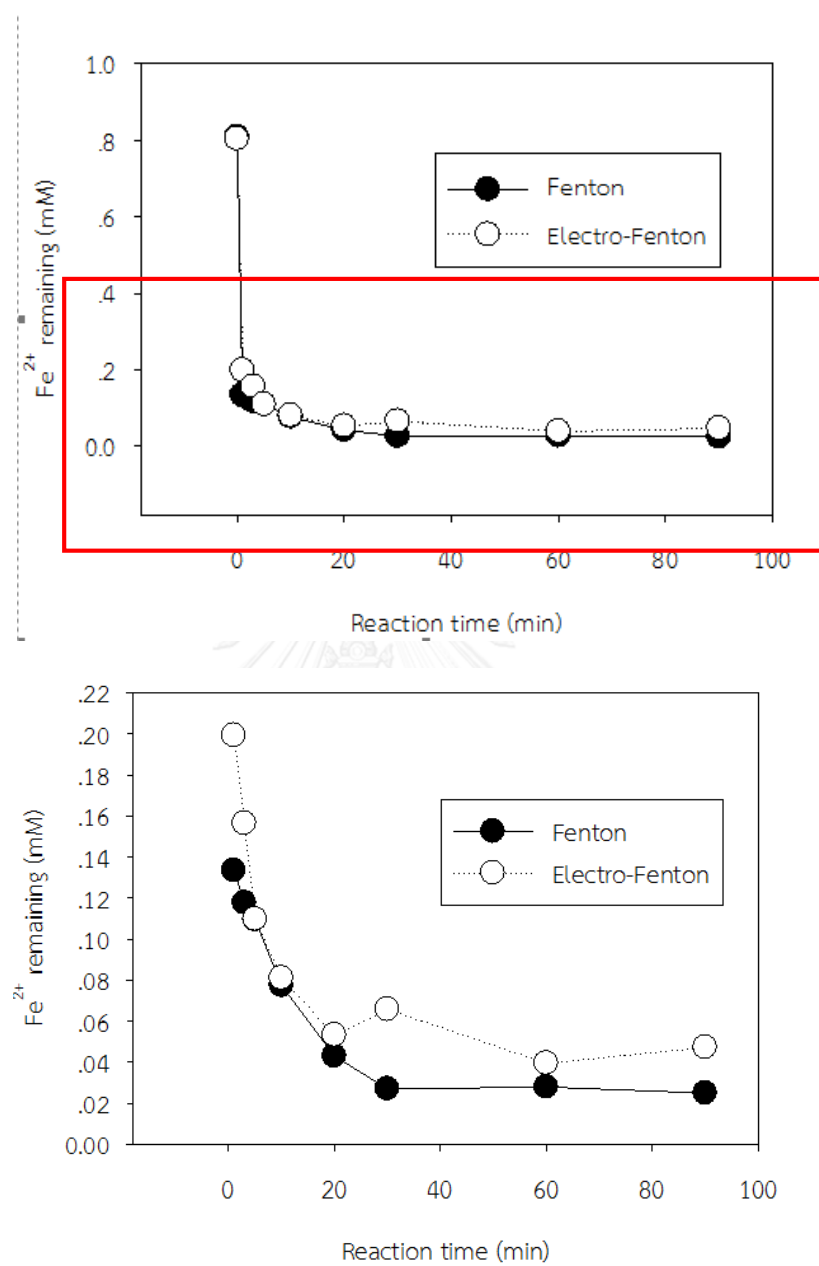 1.0
.8
.6
.4
.2
0.0
Fe2+ remaining (mM)
Fenton
Electro-Fenton
0 20 40 60 80 100
Reaction time (min)
.22
.20
.18
.16
.14
.12
.10
.08
.06
.04
.02
0.00
Fe2+ remaining (mM)
Fenton
Electro-Fenton
0 20 40 60 80 100
Reaction time (min)